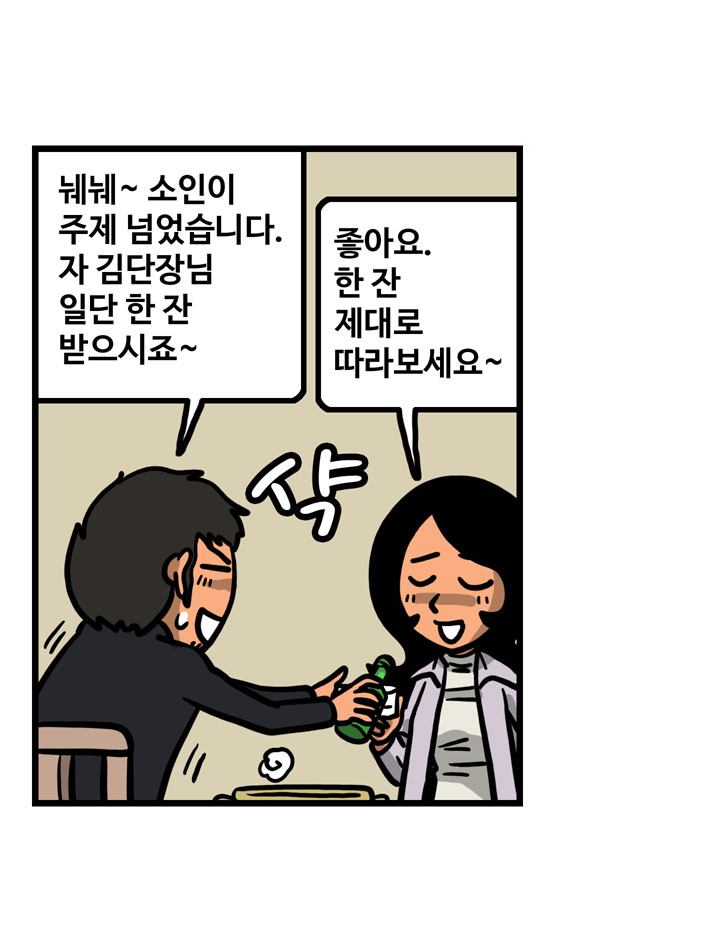 눼눼~ 소인이
주제 넘었습니다.
자 김단장님
일단 한 잔
받으시죠~
좋아요.
한 잔
제대로
따라보세요~
샥